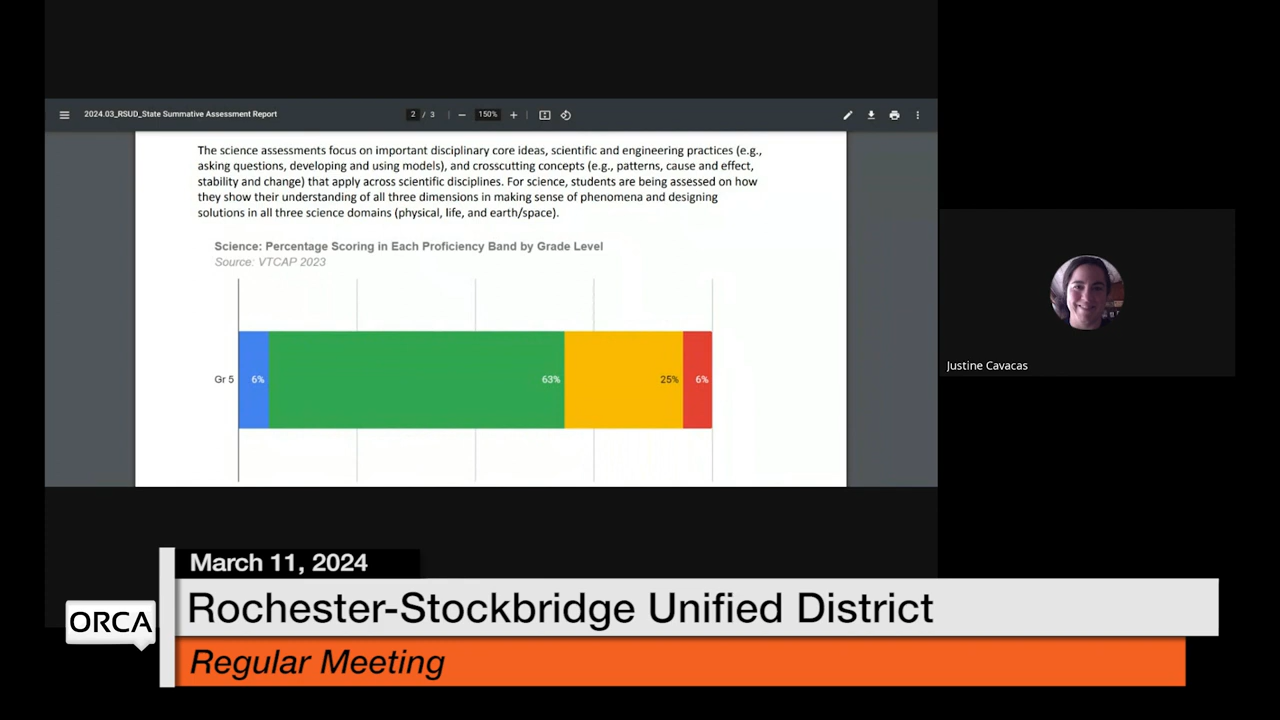 2024.03_RSUD_State Summative Assessment Report
2 / 3
150%
The science assessments focus on important disciplinary core ideas, scientific and engineering practices (e.g.,
asking questions, developing and using models), and crosscutting concepts (e.g., patterns, cause and effect,
stability and change) that apply across scientific disciplines. For science, students are being assessed on how
they show their understanding of all three dimensions in making sense of phenomena and designing
solutions in all three science domains (physical, life, and earth/space).
Science: Percentage Scoring in Each Proficiency Band by Grade Level
Source: VTCAP 2023
Gr 5 6% 63% 25% 6%
Justine Cavacas
March 11, 2024
ORCA
Rochester-Stockbridge Unified District
Regular Meeting